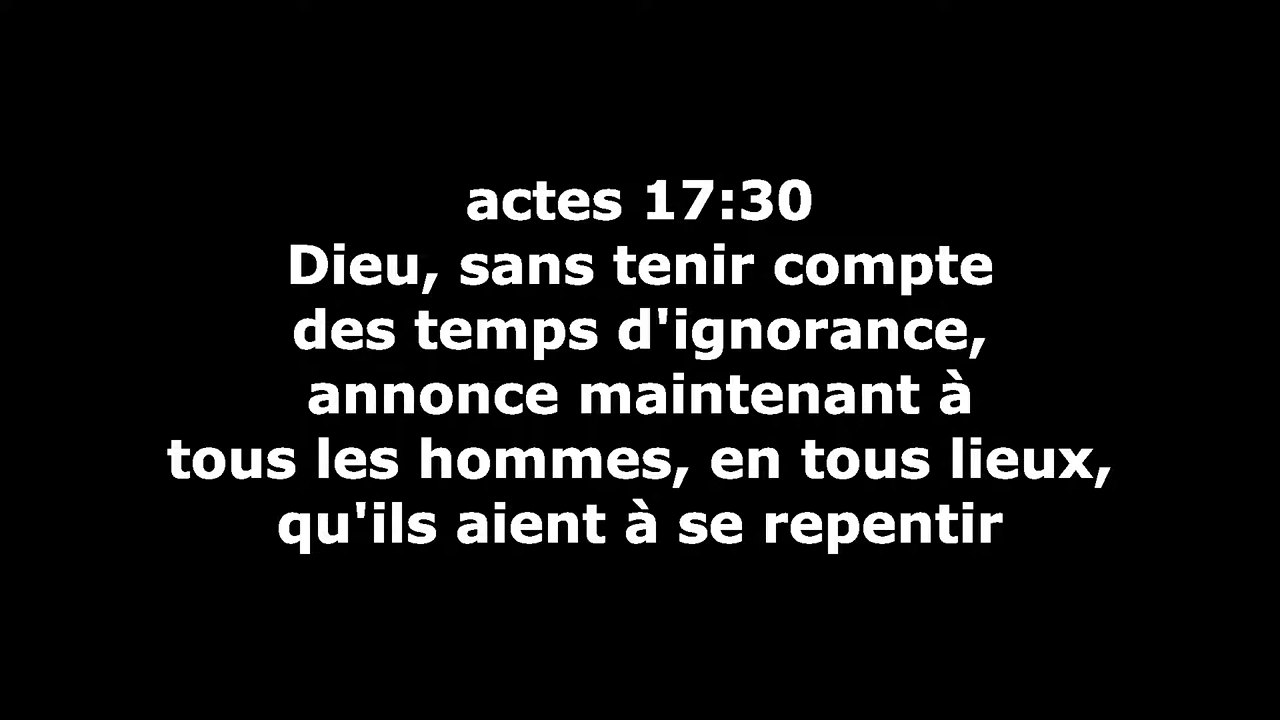 actes 17:30
Dieu, sans tenir compte
des temps d'ignorance,
annonce maintenant à
tous les hommes, en tous lieux,
qu'ils aient à se repentir